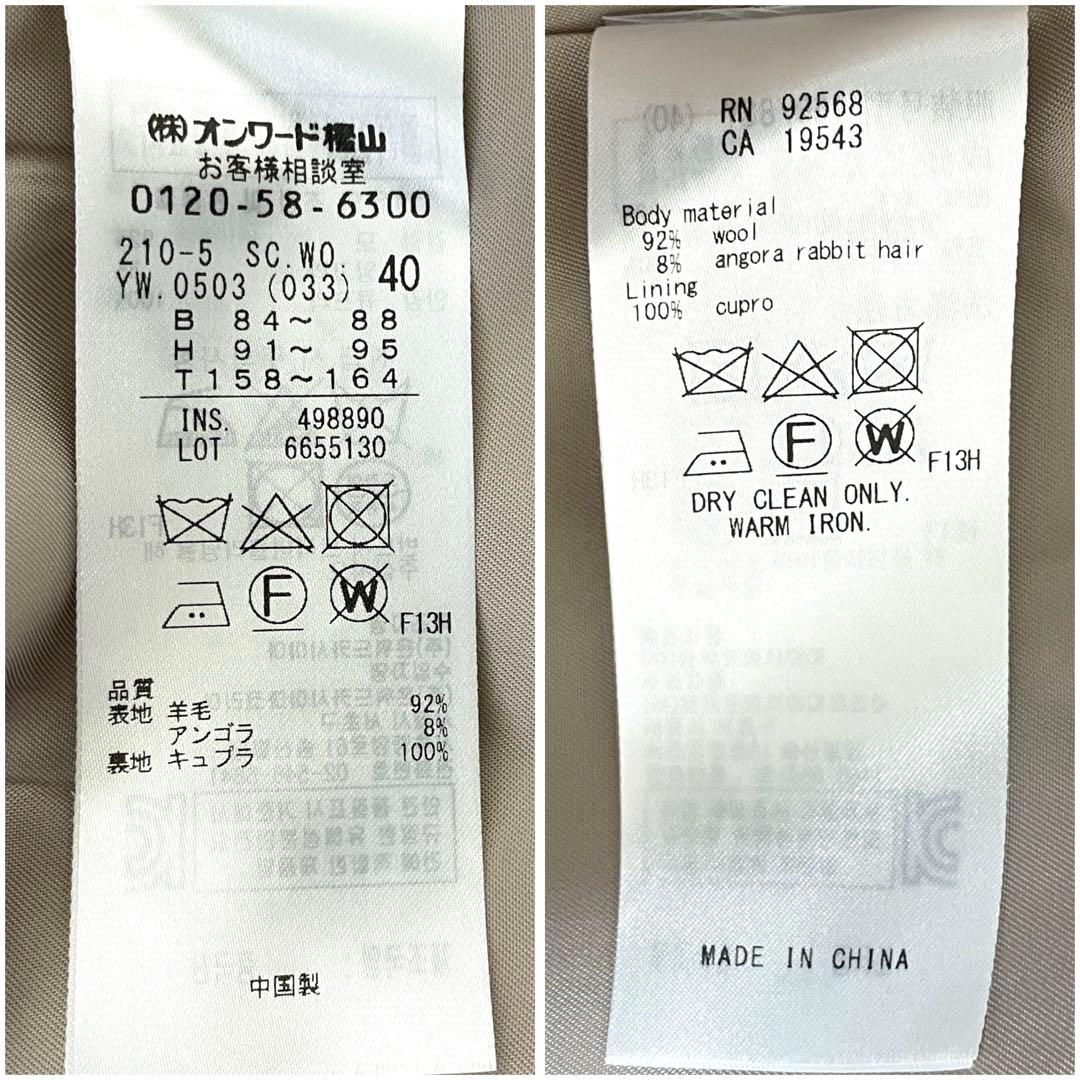 (株)オンワード樫山
お客様相談室
0120-58-6300
210-5 SC.WO.
YW.0503 (033) 40
B 84～ 88
H 91～ 95
T158～164
INS. 498890
LOT 6655130
F
W
F13H
品質
表地 羊毛 92%
アンゴラ 8%
裏地 キュプラ 100%
中国製
RN 92568
CA 19543
Body material
92% wool
8% angora rabbit hair
Lining
100% cupro
F
W
F13H
DRY CLEAN ONLY.
WARM IRON.
MADE IN CHINA